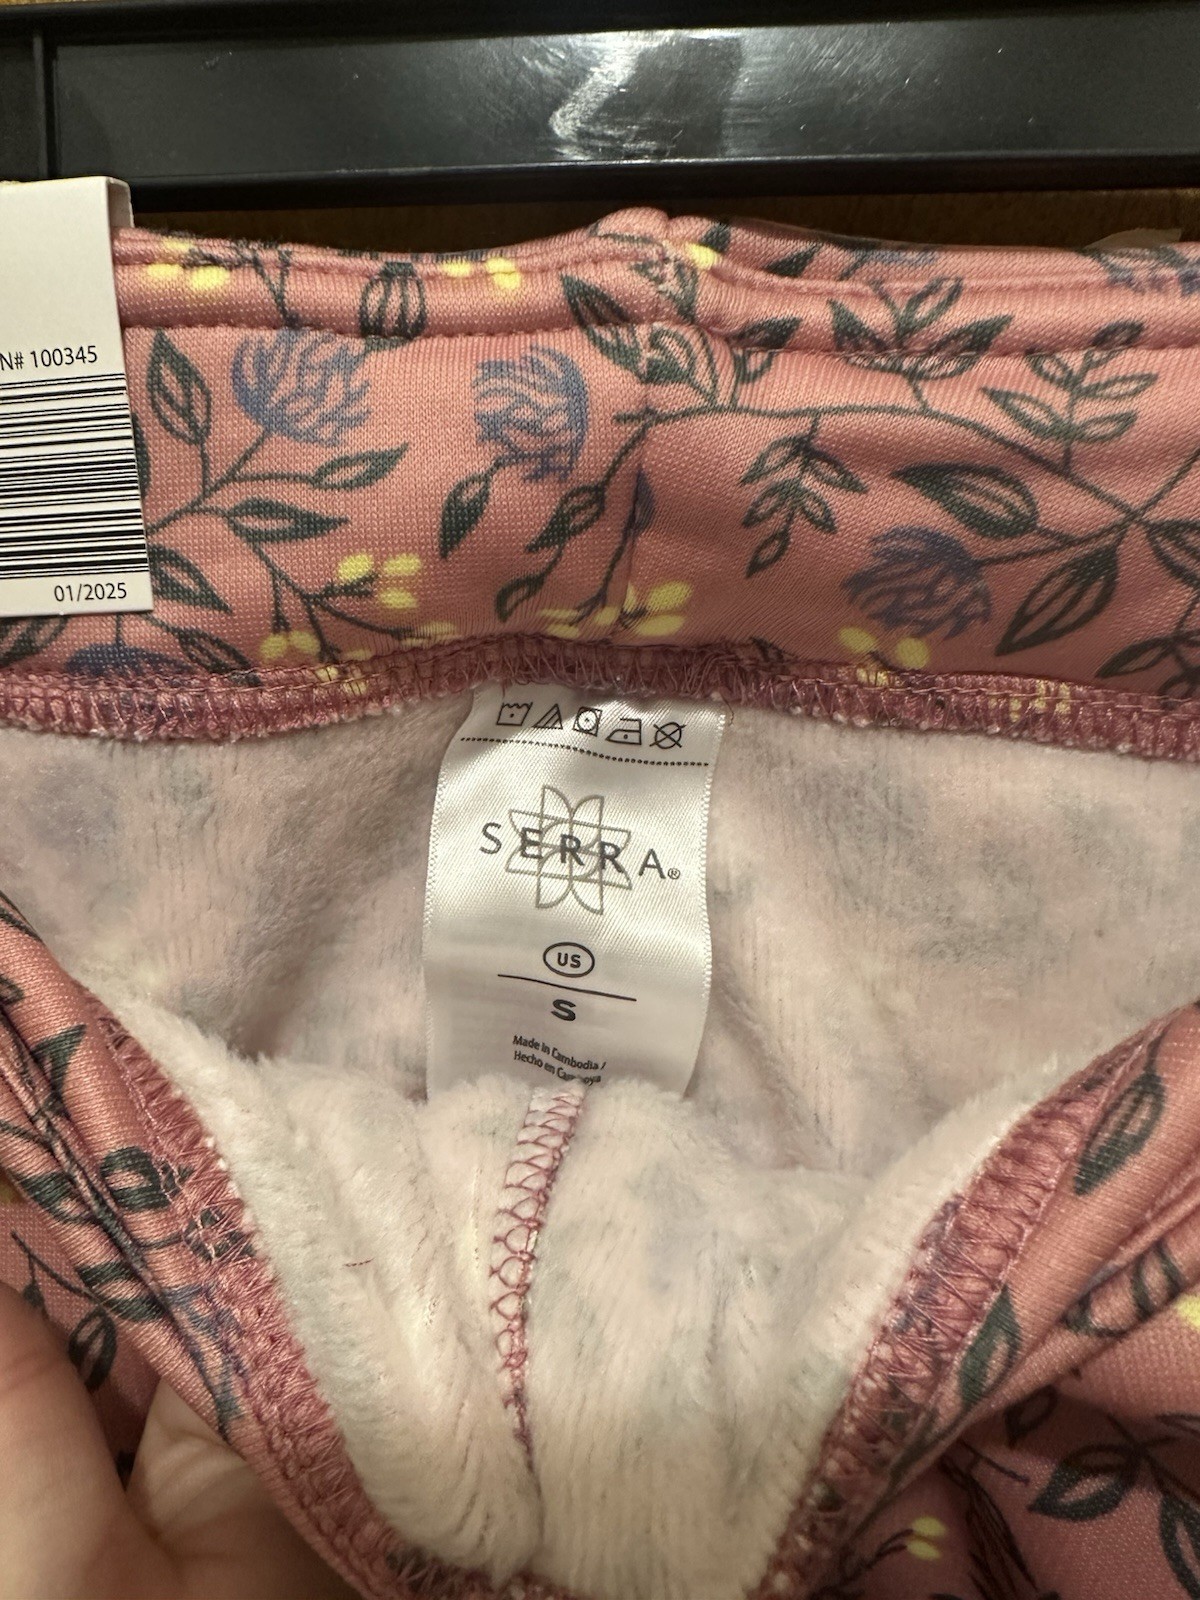 N# 100345
01/2025
SERRA®
US
S
Made in Cambodia /
Hecho en Camboya